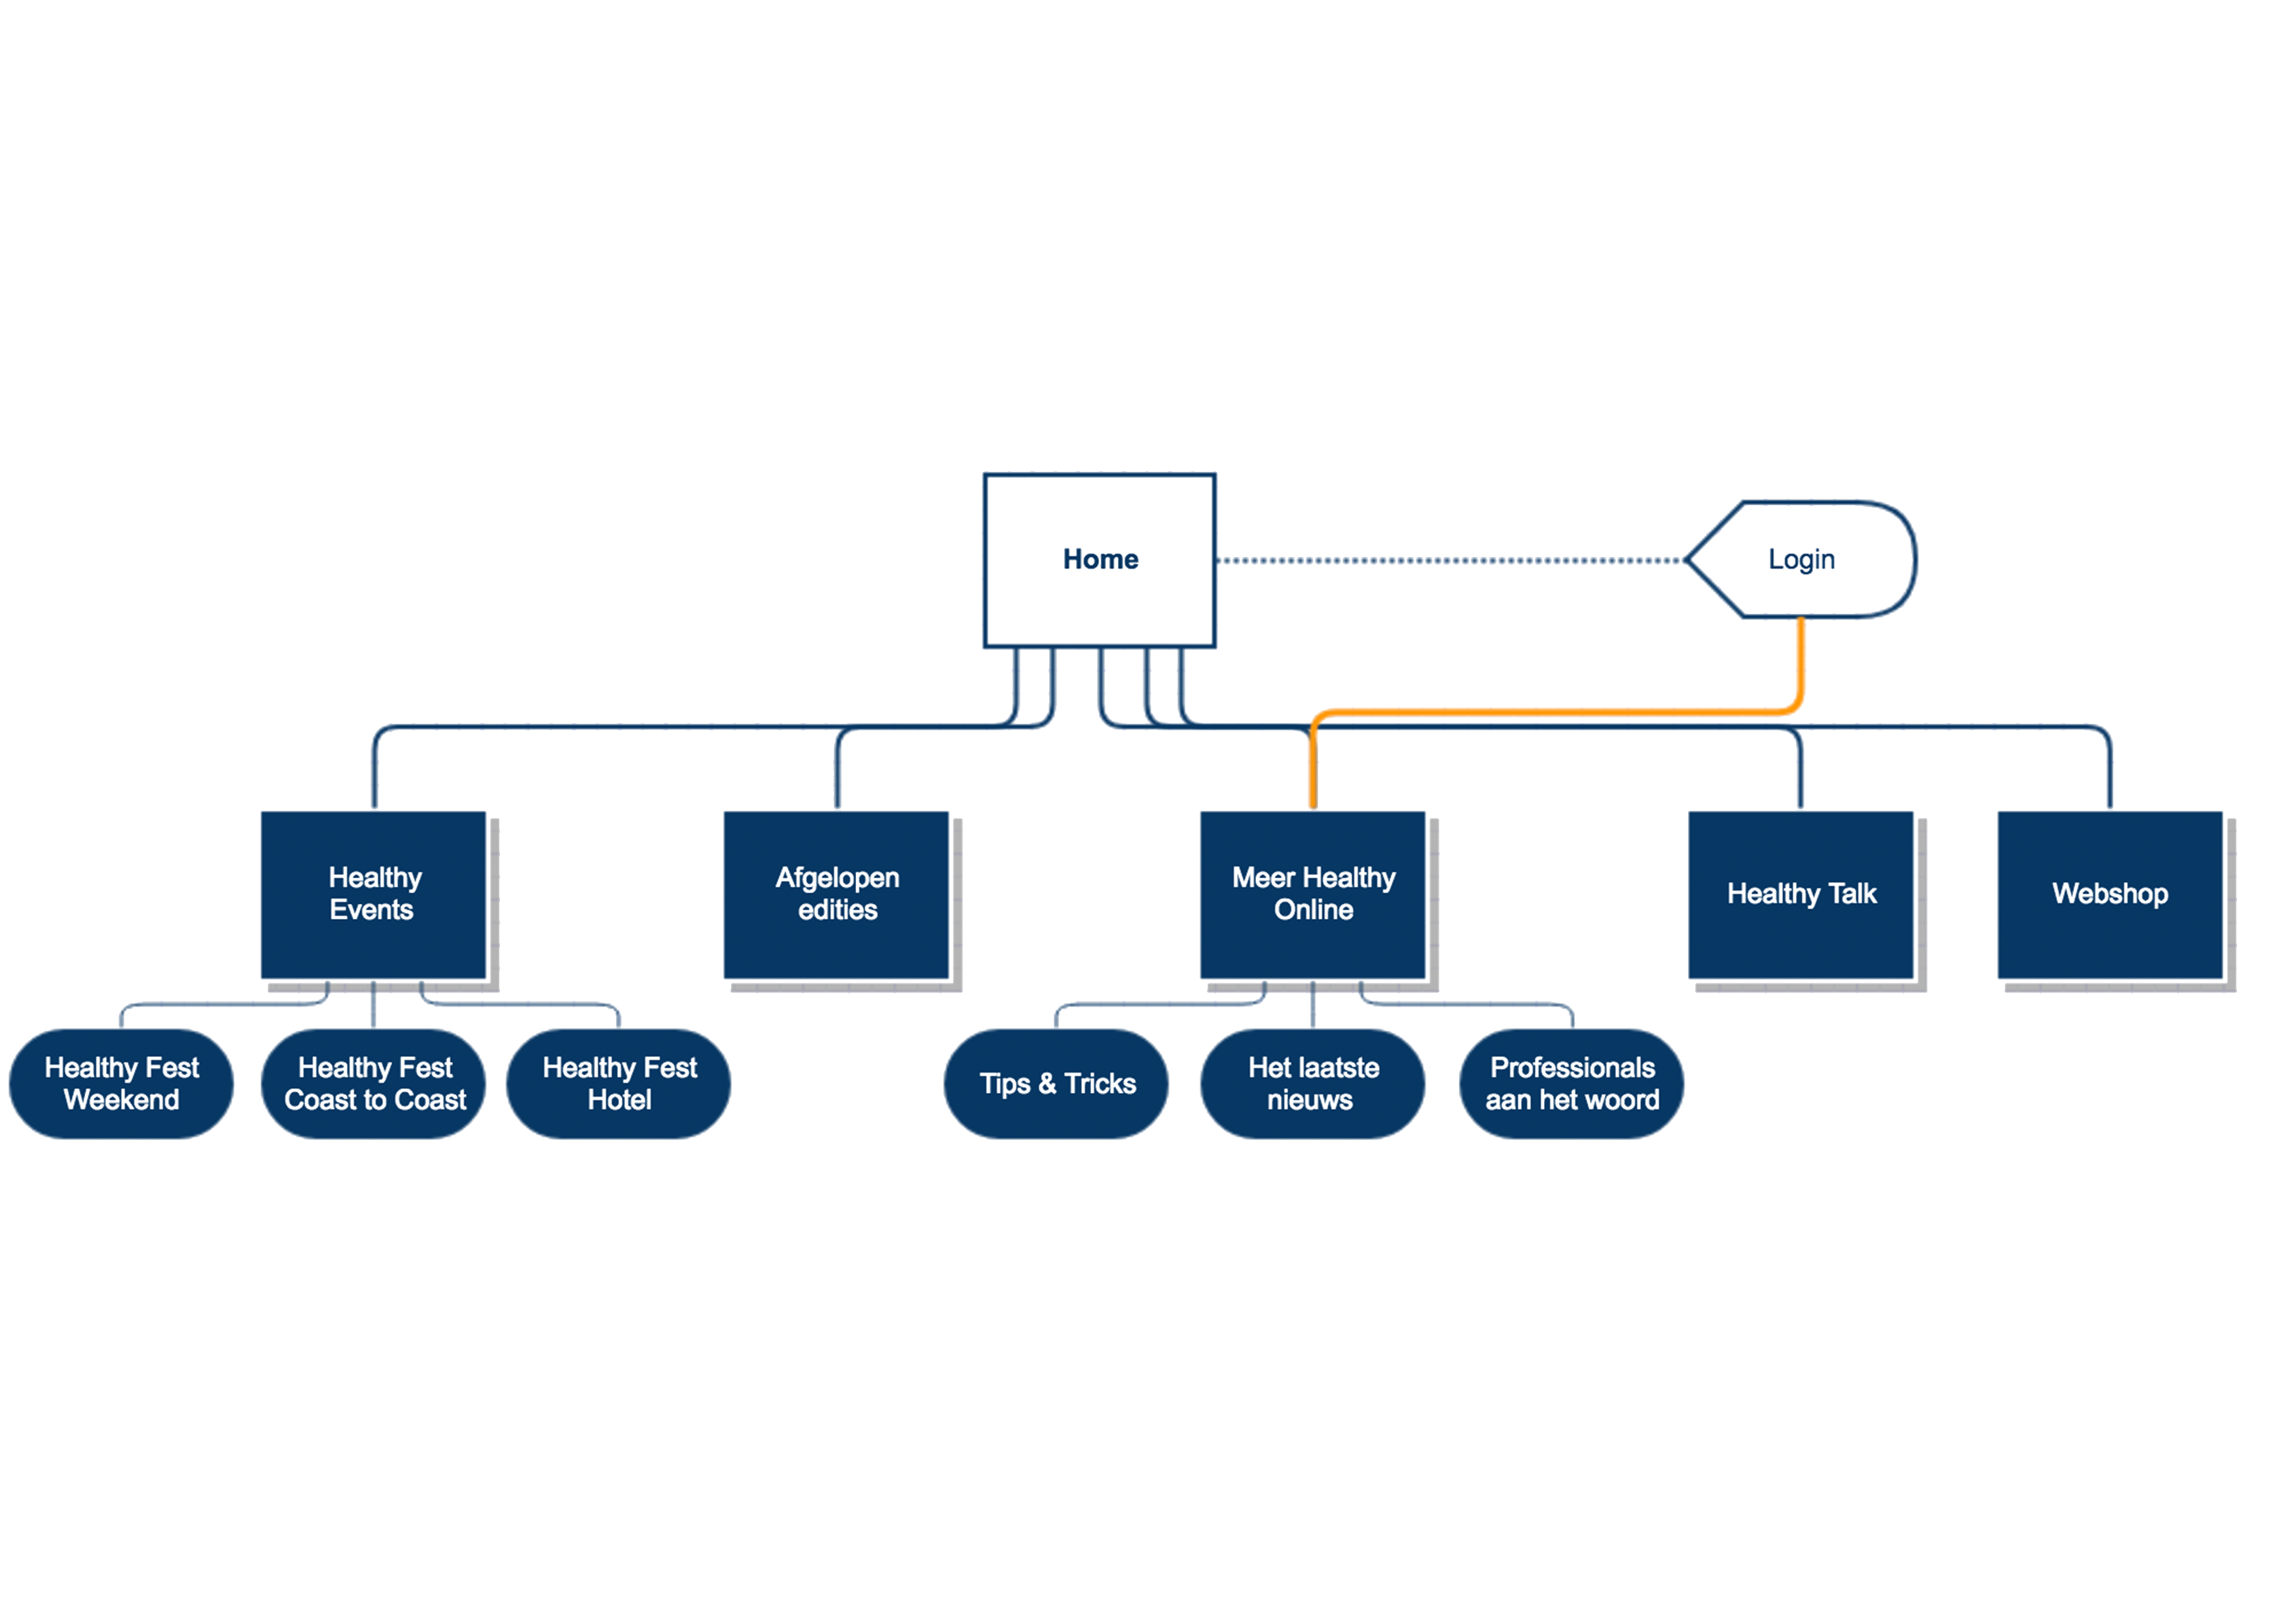 Home
Login
Healthy
Events
Afgelopen
edities
Meer Healthy
Online
Healthy Talk
Webshop
Healthy Fest
Weekend
Healthy Fest
Coast to Coast
Healthy Fest
Hotel
Tips & Tricks
Het laatste
nieuws
Professionals
aan het woord